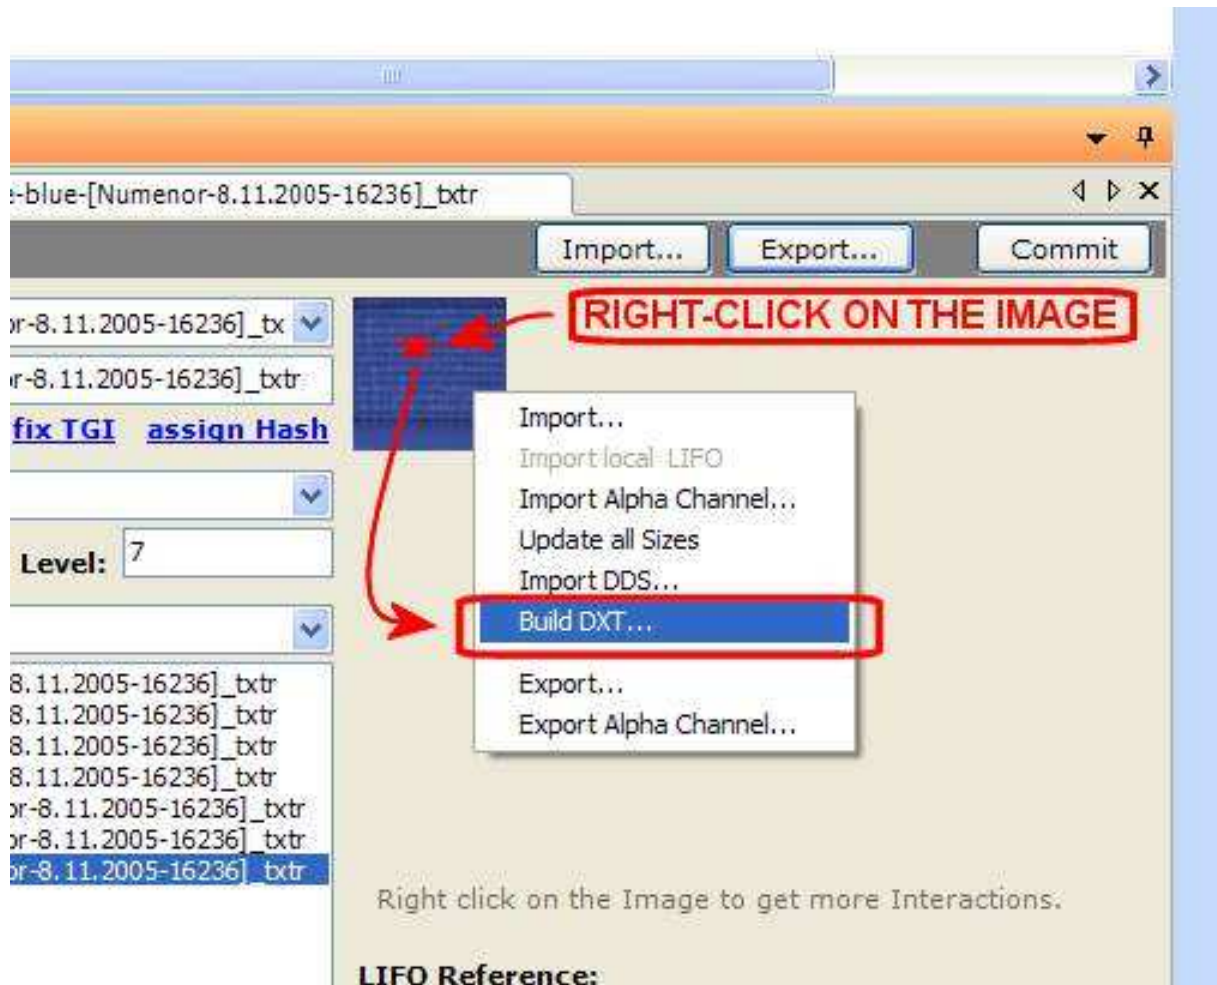 e-blue-[Numenor-8.11.2005-16236]_txtr
Import... Export... Commit
or-8.11.2005-16236]_tx
RIGHT-CLICK ON THE IMAGE
or-8.11.2005-16236]_txtr
fix TGI assign Hash
Level: 7
Import...
Import local LIFO
Import Alpha Channel...
Update all Sizes
Import DDS...
Build DXT...
Export...
Export Alpha Channel...
8.11.2005-16236]_txtr
8.11.2005-16236]_txtr
8.11.2005-16236]_txtr
8.11.2005-16236]_txtr
or-8.11.2005-16236]_txtr
or-8.11.2005-16236]_txtr
or-8.11.2005-16236]_txtr
Right click on the Image to get more Interactions.
LIFO Reference: